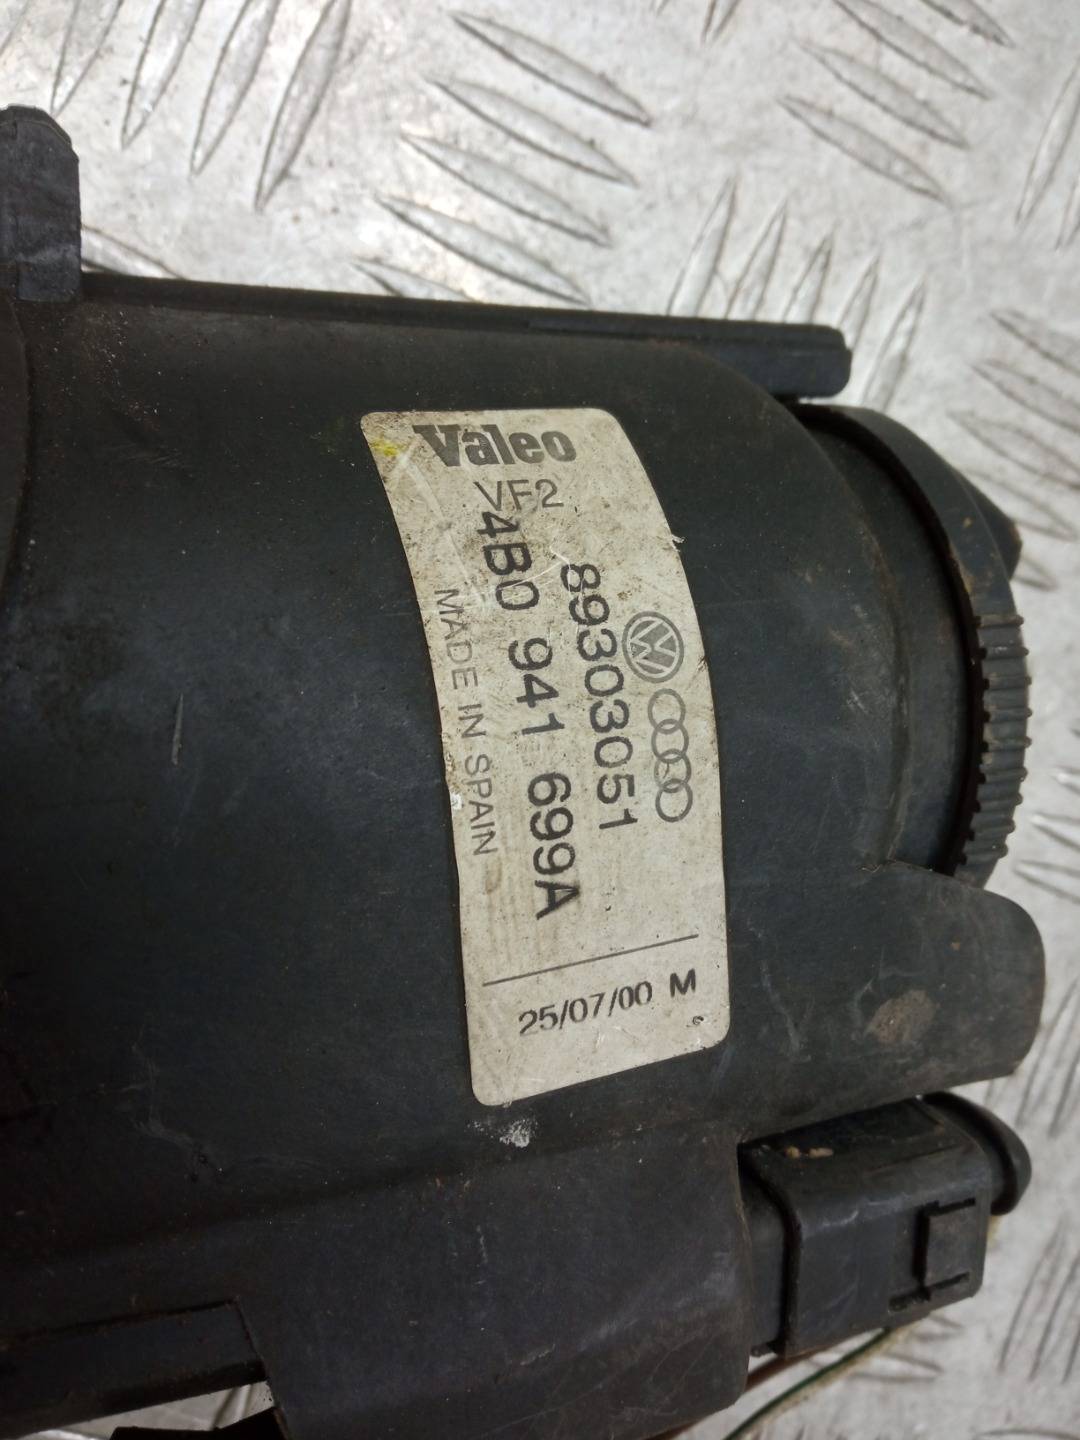 Valeo
VF2
89303051
4B0 941 699A
MADE IN SPAIN
25/07/00 M